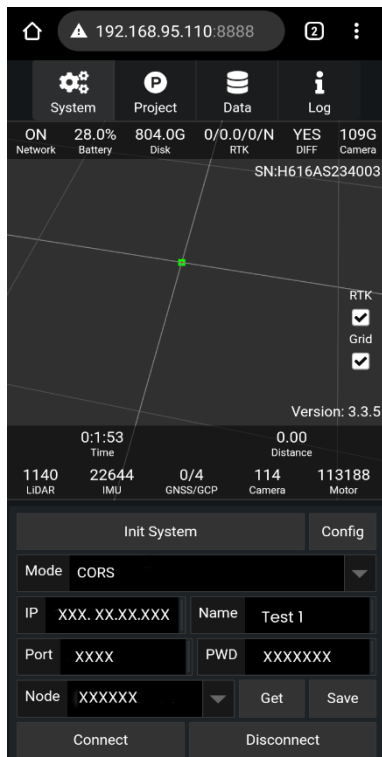 192.168.95.110:8888 2
System Project Data Log
ON 28.0% 804.0G 0/0.0/0/N YES 109G
Network Battery Disk RTK DIFF Camera
SN:H616AS234003
RTK
Grid
Version: 3.3.5
0:1:53 0.00
Time Distance
1140 22644 0/4 114 113188
LiDAR IMU GNSS/GCP Camera Motor
Init System Config
Mode CORS
IP XXX. XX.XX.XXX Name Test 1
Port XXXX PWD XXXXXXX
Node XXXXXX Get Save
Connect Disconnect